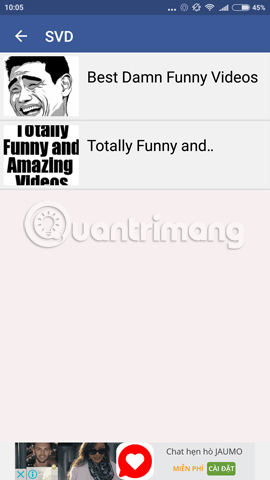 10:05
45%
SVD
Best Damn Funny Videos
Totally Funny and..
Totally
Funny and
Amazing
Videos
Quantrimang
Chat hẹn hò JAUMO
MIỄN PHÍ
CÀI ĐẶT